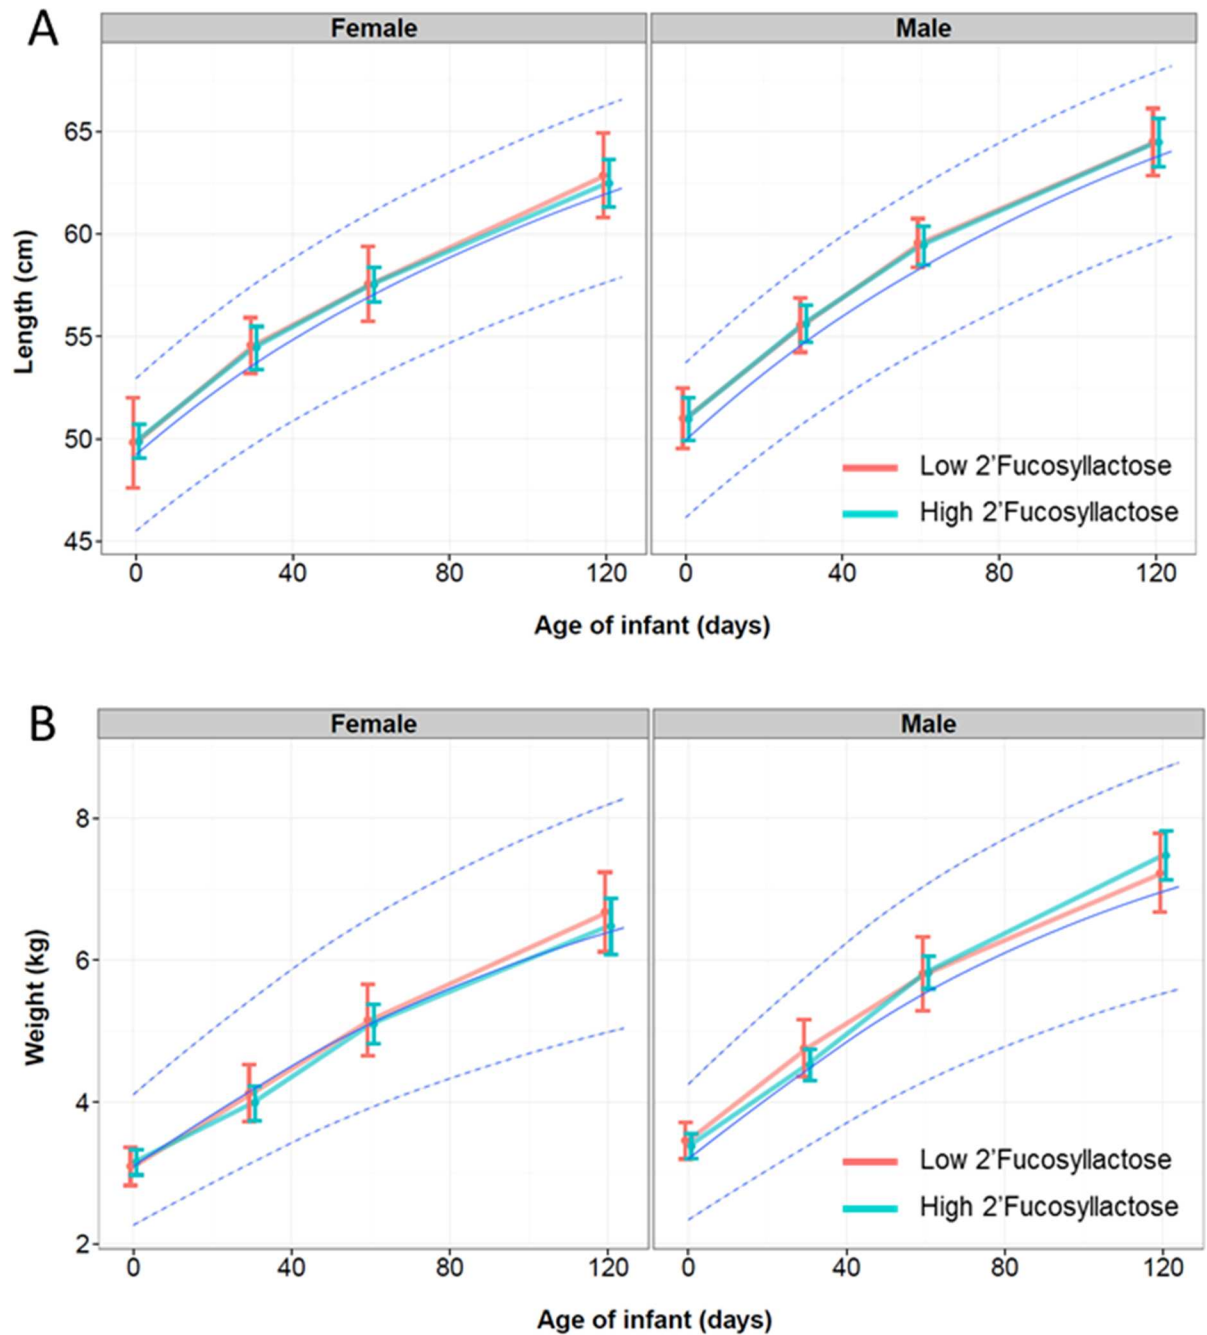 A
Female
Male
Length (cm)
65
60
55
50
45
Low 2'Fucosyllactose
High 2'Fucosyllactose
0 40 80 120
0 40 80 120
Age of infant (days)
B
Female
Male
Weight (kg)
8
6
4
2
Low 2'Fucosyllactose
High 2'Fucosyllactose
0 40 80 120
0 40 80 120
Age of infant (days)